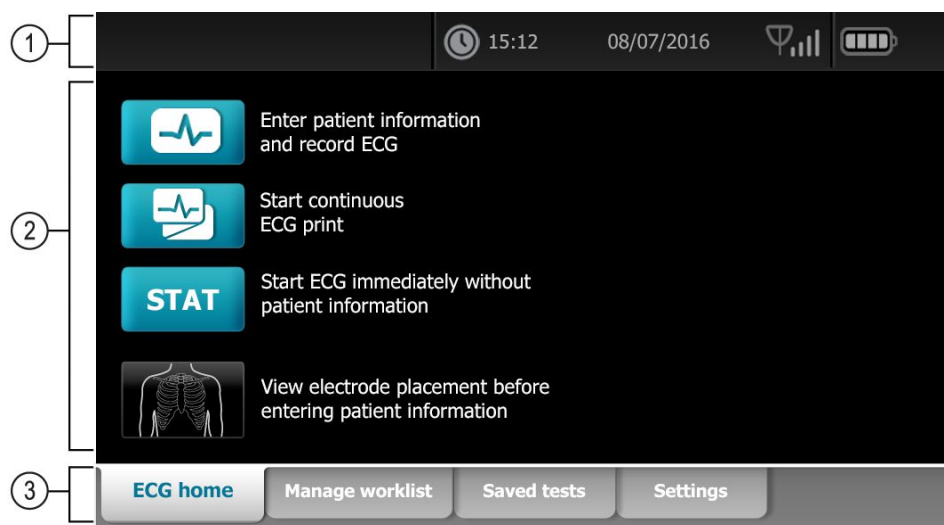 1
15:12 08/07/2016
2
Enter patient information
and record ECG
Start continuous
ECG print
STAT
Start ECG immediately without
patient information
View electrode placement before
entering patient information
3
ECG home Manage worklist Saved tests Settings